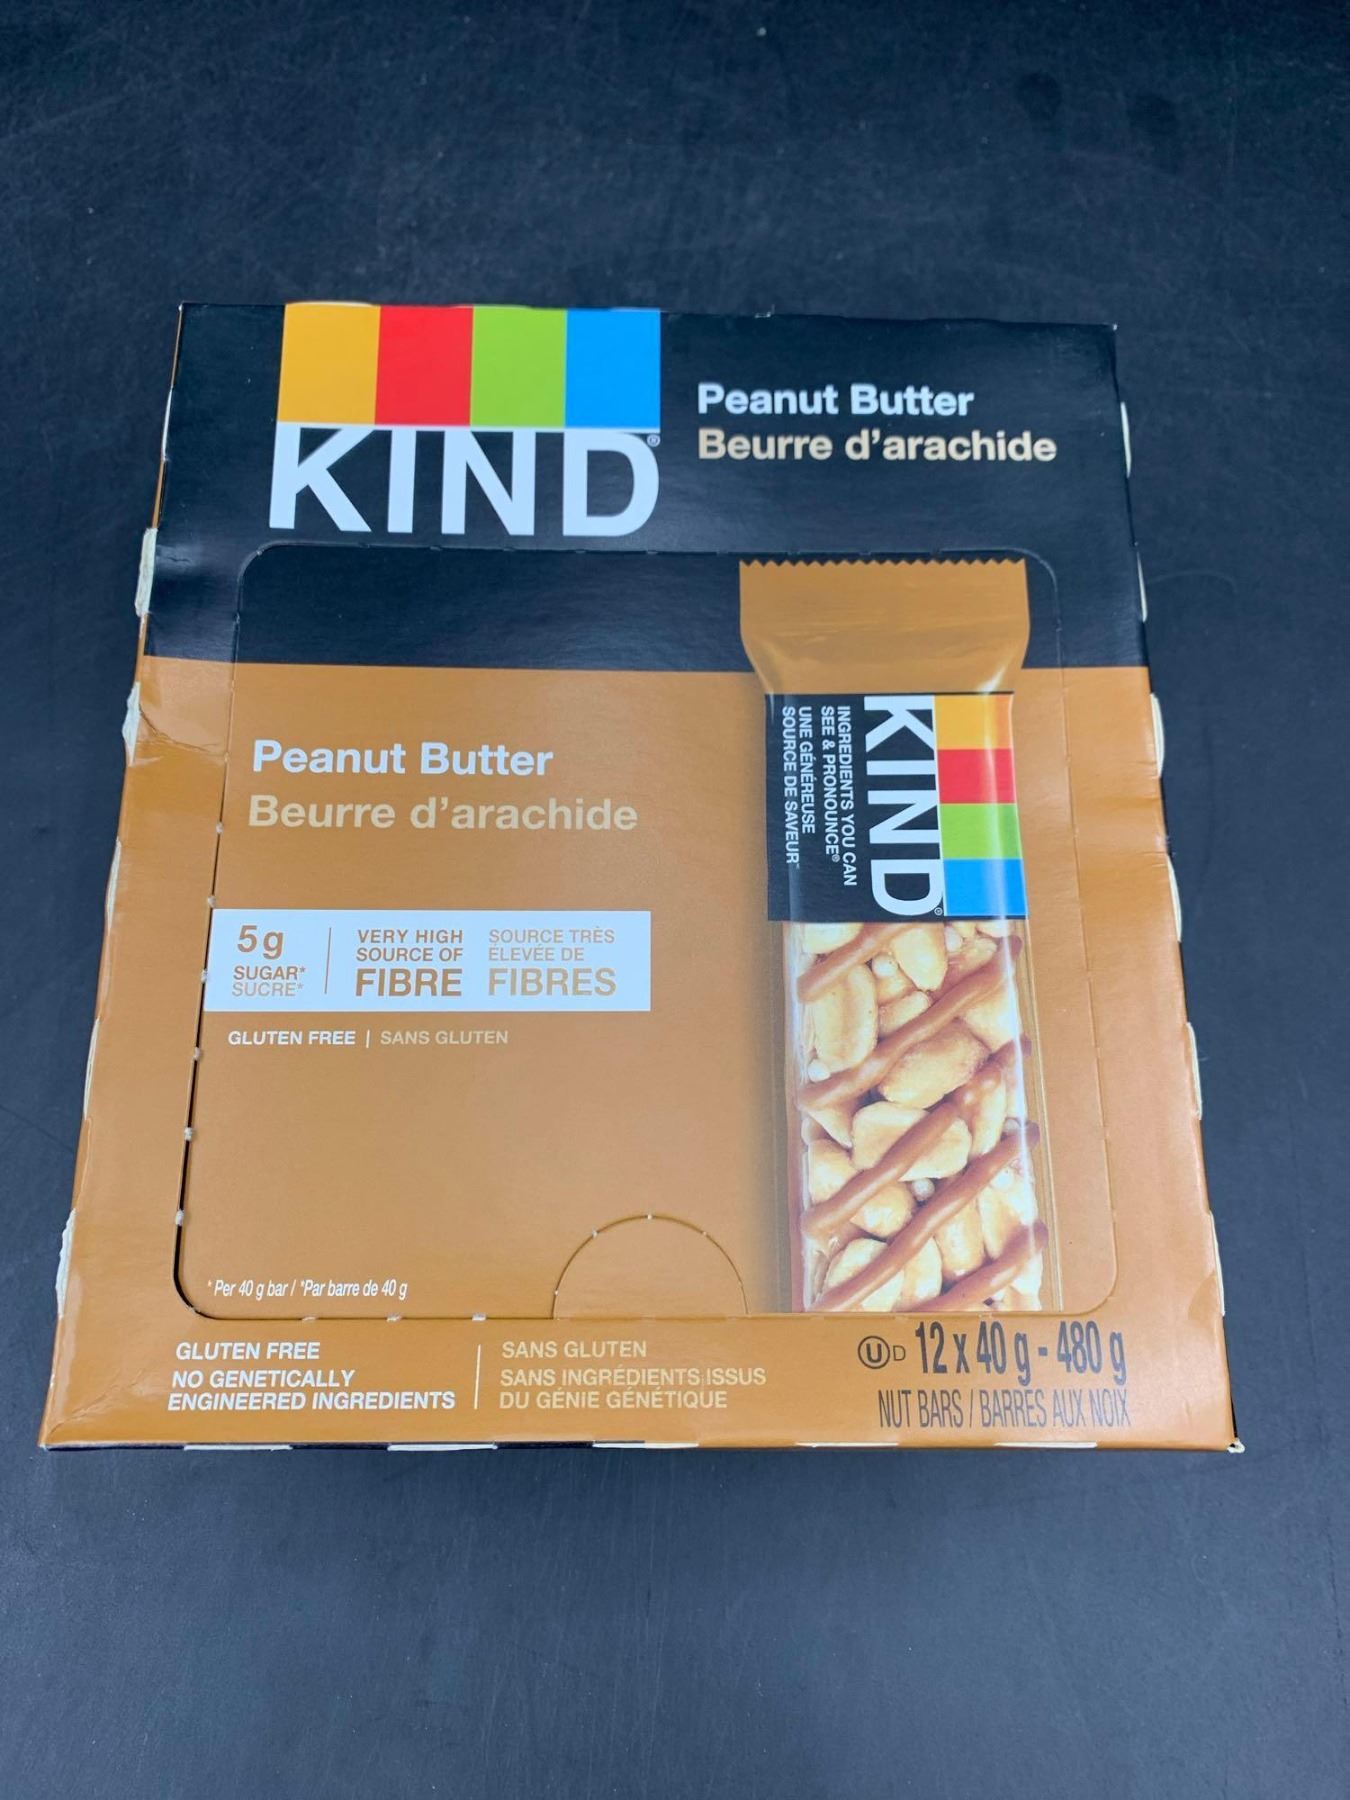 KIND®
Peanut Butter
Beurre d'arachide
KIND®
INGREDIENTS YOU CAN
SEE & PRONOUNCE®
UNE GÉNÉREUSE
SOURCE DE SAVEUR™
Peanut Butter
Beurre d'arachide
5g
SUGAR*
SUCRE*
VERY HIGH
SOURCE OF
FIBRE
SOURCE TRÈS
ÉLEVÉE DE
FIBRES
GLUTEN FREE | SANS GLUTEN
*Per 40 g bar / *Par barre de 40 g
GLUTEN FREE
NO GENETICALLY
ENGINEERED INGREDIENTS
SANS GLUTEN
SANS INGRÉDIENTS ISSUS
DU GÉNIE GÉNÉTIQUE
Ⓤ D 12 x 40 g - 480 g
NUT BARS / BARRES AUX NOIX